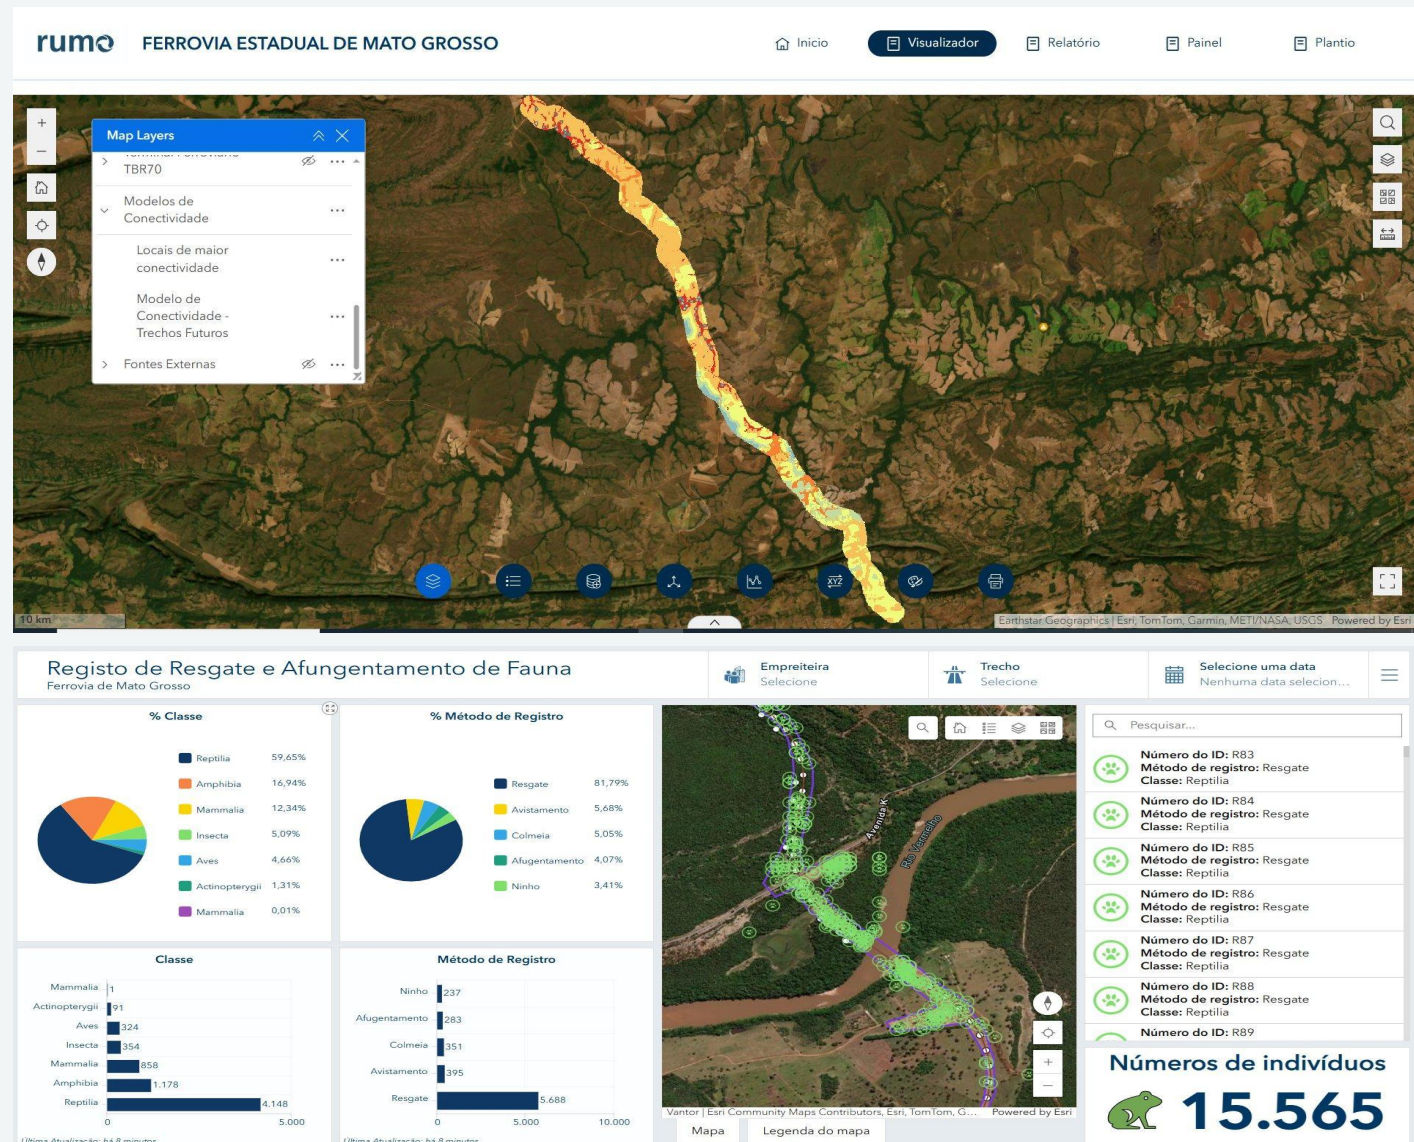 rumo
FERROVIA ESTADUAL DE MATO GROSSO
Inicio
Visualizador
Relatório
Painel
Plantio
Map Layers
TBR70
Modelos de
Conectividade
Locais de maior
conectividade
Modelo de
Conectividade -
Trechos Futuros
Fontes Externas
XYZ
10 km
Earthstar Geographics | Esri, TomTom, Garmin, METI/NASA, USGS Powered by Esri
Registo de Resgate e Afungentamento de Fauna
Ferrovia de Mato Grosso
Empreiteira
Selecione
Trecho
Selecione
Selecione uma data
Nenhuma data selecion...
% Classe
Reptilia 59,65%
Amphibia 16,94%
Mammalia 12,34%
Insecta 5,09%
Aves 4,66%
Actinopterygii 1,31%
Mammalia 0,01%
% Método de Registro
Resgate 81,79%
Avistamento 5,68%
Colmeia 5,05%
Afugentamento 4,07%
Ninho 3,41%
Classe
Mammalia 1
Actinopterygii 91
Aves 324
Insecta 354
Mammalia 858
Amphibia 1.178
Reptilia 4.148
0 5.000
Última Atualização: há 8 minutos
Método de Registro
Ninho 237
Afugentamento 283
Colmeia 351
Avistamento 395
Resgate 5.688
0 5.000 10.000
Última Atualização: há 8 minutos
Avenida K
Rio Vermelho
Vantor | Esri Community Maps Contributors, Esri, TomTom, G... Powered by Esri
Mapa
Legenda do mapa
Pesquisar...
Número do ID: R83
Método de registro: Resgate
Classe: Reptilia
Número do ID: R84
Método de registro: Resgate
Classe: Reptilia
Número do ID: R85
Método de registro: Resgate
Classe: Reptilia
Número do ID: R86
Método de registro: Resgate
Classe: Reptilia
Número do ID: R87
Método de registro: Resgate
Classe: Reptilia
Número do ID: R88
Método de registro: Resgate
Classe: Reptilia
Número do ID: R89
Números de indivíduos
15.565